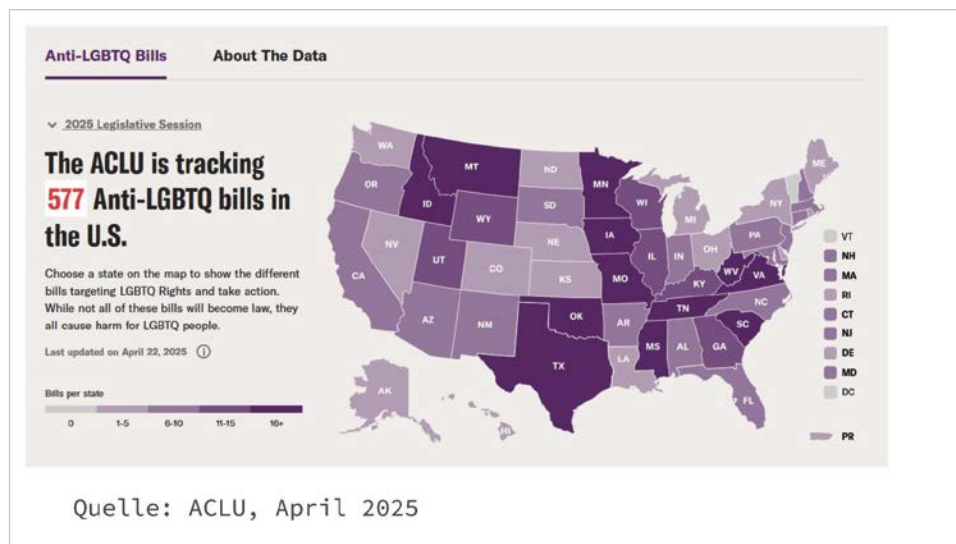 Anti-LGBTQ Bills
About The Data
2025 Legislative Session
The ACLU is tracking
577 Anti-LGBTQ bills in
the U.S.
Choose a state on the map to show the different
bills targeting LGBTQ Rights and take action.
While not all of these bills will become law, they
all cause harm for LGBTQ people.
Last updated on April 22, 2025
Bills per state
0
1-5
6-10
11-15
16+
WA
MT
ND
MN
ME
OR
ID
WY
SD
WI
MI
NY
NV
UT
CO
NE
IA
IL
IN
OH
PA
CA
KS
MO
KY
WV
VA
AZ
NM
OK
AR
TN
NC
TX
LA
MS
AL
GA
SC
FL
AK
HI
VT
NH
MA
RI
CT
NJ
DE
MD
DC
PR
Quelle: ACLU, April 2025